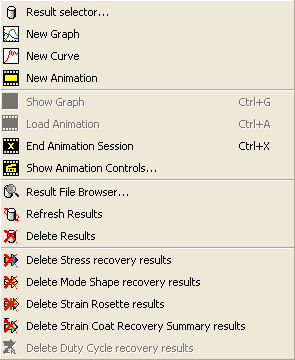 Result selector...
New Graph
New Curve
New Animation
Show Graph Ctrl+G
Load Animation Ctrl+A
End Animation Session Ctrl+X
Show Animation Controls...
Result File Browser...
Refresh Results
Delete Results
Delete Stress recovery results
Delete Mode Shape recovery results
Delete Strain Rosette results
Delete Strain Coat Recovery Summary results
Delete Duty Cycle recovery results